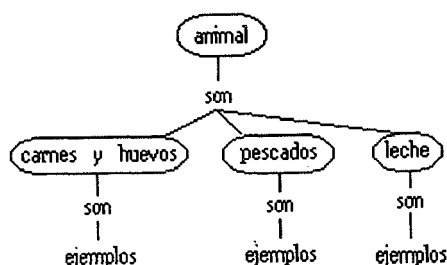 animal
son
carnes y huevos
pescados
leche
son
son
son
ejemplos
ejemplos
ejemplos